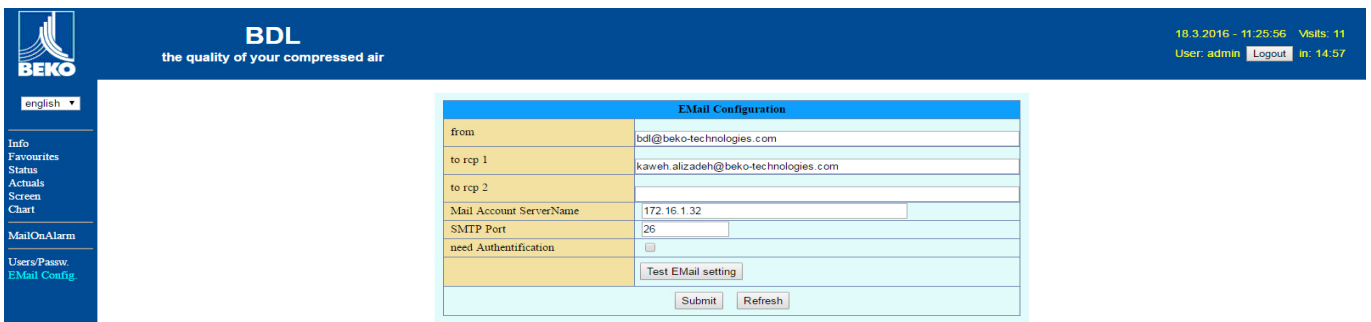 BEKO
BDL
the quality of your compressed air
18.3.2016 - 11:25:56 Visits: 11
User: admin Logout in: 14:57
english
Info
Favourites
Status
Actuals
Screen
Chart
MailOnAlarm
Users/Passw.
EMail Config.
EMail Configuration
from bdl@beko-technologies.com
to rcp 1 kaweh.alizadeh@beko-technologies.com
to rcp 2
Mail Account ServerName 172.16.1.32
SMTP Port 26
need Authentification
Test EMail setting
Submit Refresh